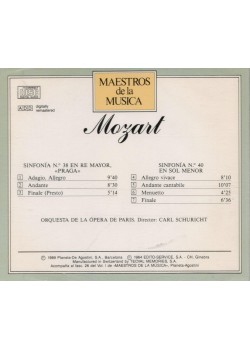 MAESTROS
de la
MUSICA
Mozart
SINFONÍA N.º 38 EN RE MAYOR,
«PRAGA»
1 Adagio. Allegro 9'40
2 Andante 8'30
3 Finale (Presto) 5'14
SINFONÍA N.º 40
EN SOL MENOR
4 Allegro vivace 8'10
5 Andante cantabile 10'07
6 Menuetto 4'25
7 Finale 6'36
ORQUESTA DE LA ÓPERA DE PARIS. Director: CARL SCHURICHT